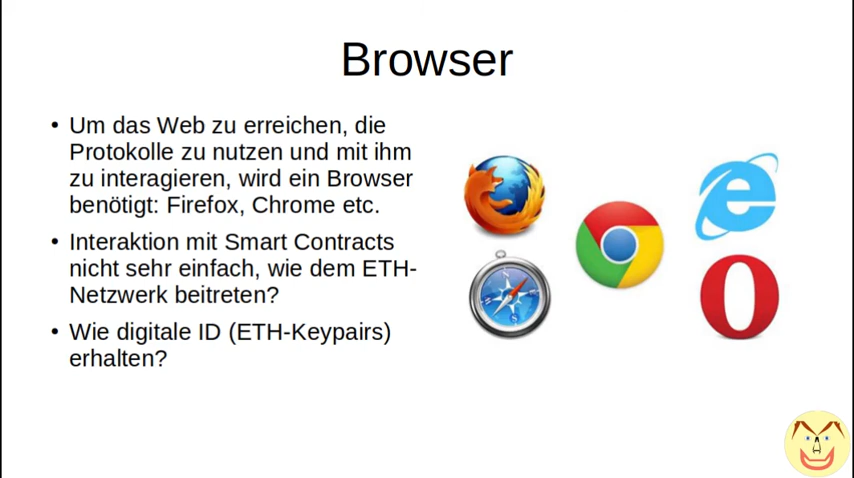 Browser
• Um das Web zu erreichen, die
Protokolle zu nutzen und mit ihm
zu interagieren, wird ein Browser
benötigt: Firefox, Chrome etc.
• Interaktion mit Smart Contracts
nicht sehr einfach, wie dem ETH-
Netzwerk beitreten?
• Wie digitale ID (ETH-Keypairs)
erhalten?